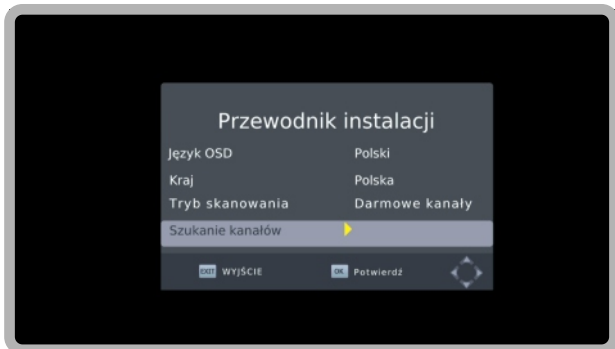 Przewodnik instalacji
Język OSD Polski
Kraj Polska
Tryb skanowania Darmowe kanały
Szukanie kanałów
EXIT WYJŚCIE OK Potwierdź